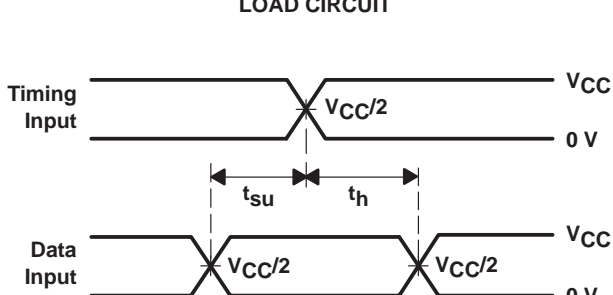 LOAD CIRCUIT
Timing Input
VCC
VCC/2
0 V
tsu
th
Data Input
VCC
VCC/2
VCC/2
0 V